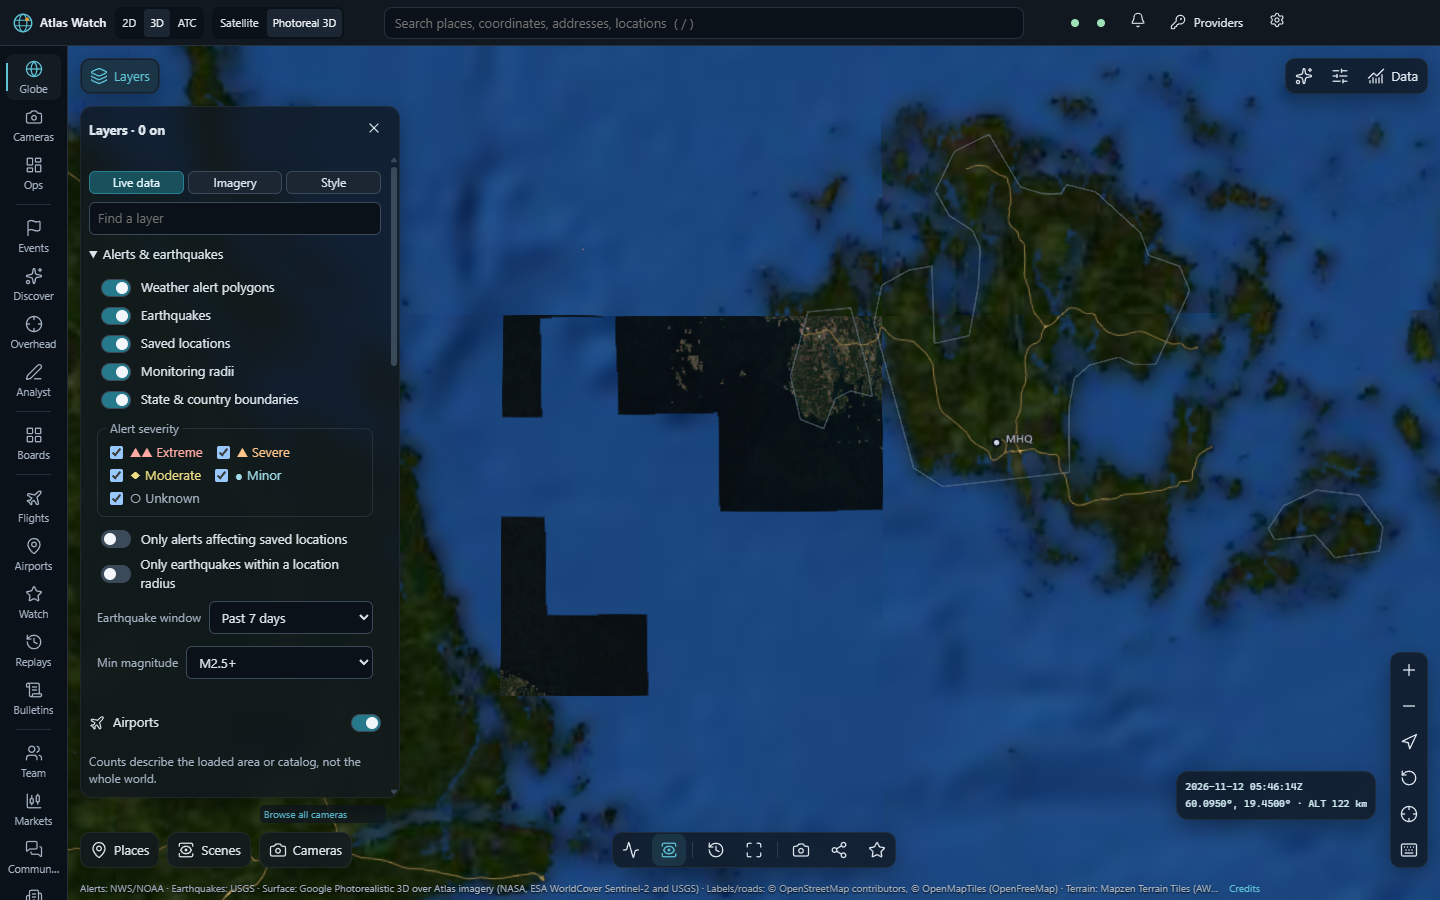 Atlas Watch
2D
3D
ATC
Satellite
Photoreal 3D
Search places, coordinates, addresses, locations ( / )
Providers
Globe
Cameras
Ops
Events
Discover
Overhead
Analyst
Boards
Flights
Airports
Watch
Replays
Bulletins
Team
Markets
Commun...
Layers
Data
Layers · 0 on
Live data
Imagery
Style
Find a layer
Alerts & earthquakes
Weather alert polygons
Earthquakes
Saved locations
Monitoring radii
State & country boundaries
Alert severity
Extreme
Severe
Moderate
Minor
Unknown
Only alerts affecting saved locations
Only earthquakes within a location
radius
Earthquake window
Past 7 days
Min magnitude
M2.5+
Airports
Counts describe the loaded area or catalog, not the
whole world.
Browse all cameras
MHQ
2026-11-12 05:46:14Z
60.0950°, 19.4500° · ALT 122 km
Places
Scenes
Cameras
Alerts: NWS/NOAA · Earthquakes: USGS · Surface: Google Photorealistic 3D over Atlas imagery (NASA, ESA WorldCover Sentinel-2 and USGS) · Labels/roads: © OpenStreetMap contributors, © OpenMapTiles (OpenFreeMap) · Terrain: Mapzen Terrain Tiles (AW...
Credits